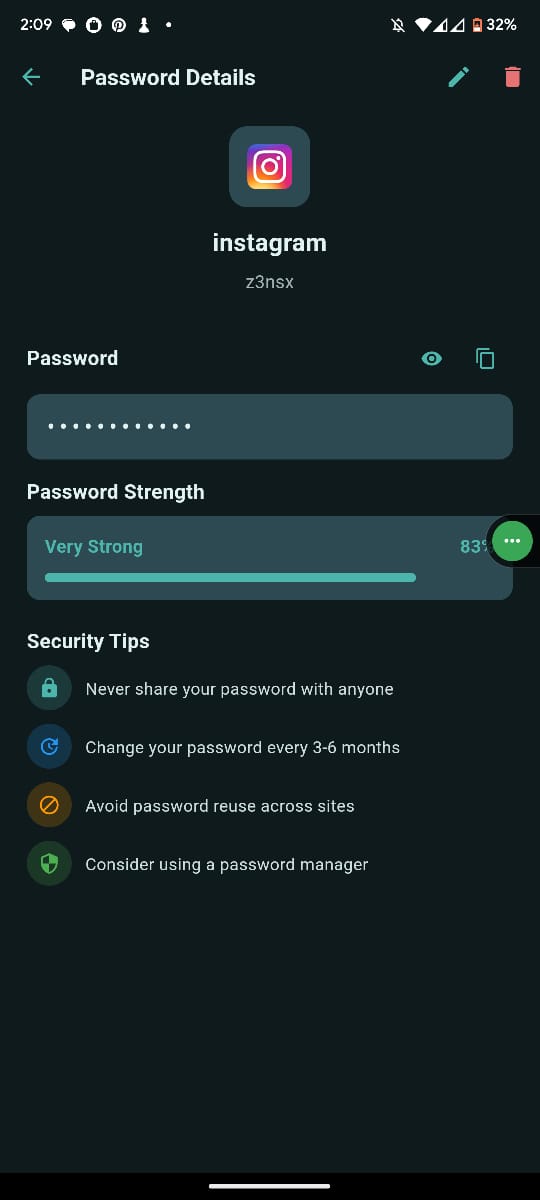 2:09
32%
Password Details
instagram
z3nsx
Password
••••••••••••
Password Strength
Very Strong
83%
Security Tips
Never share your password with anyone
Change your password every 3-6 months
Avoid password reuse across sites
Consider using a password manager